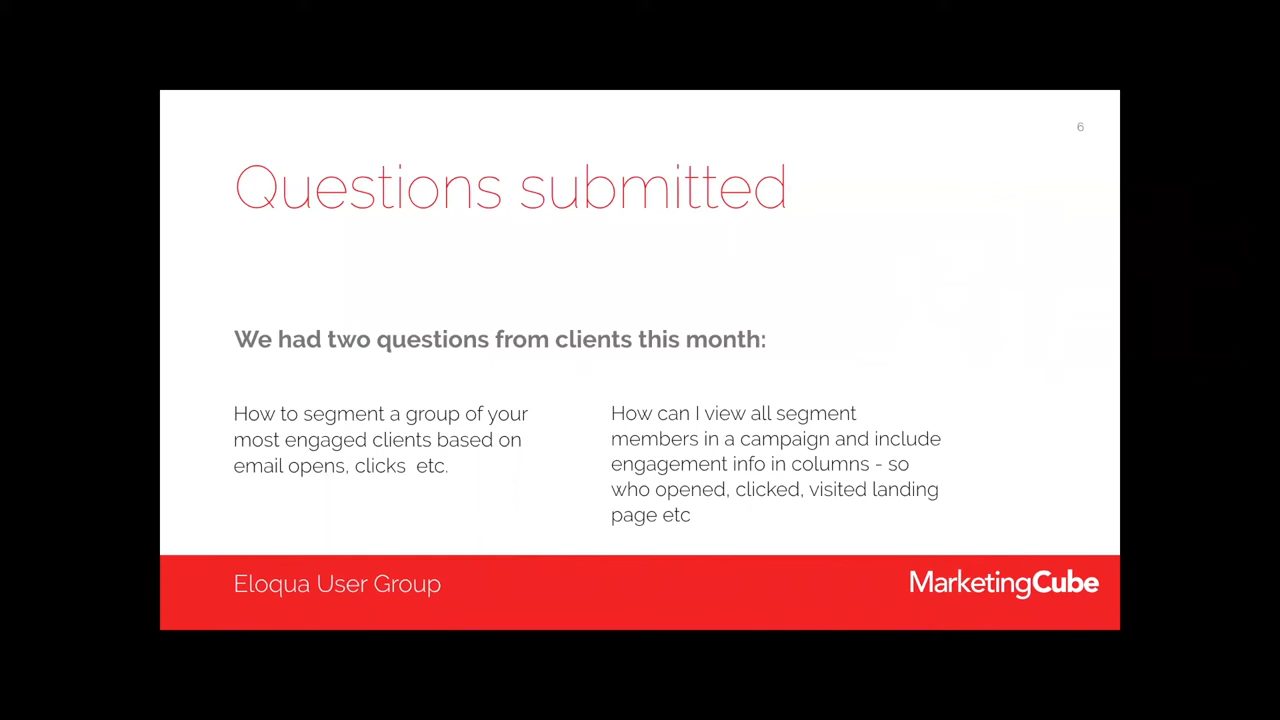 6
Questions submitted
We had two questions from clients this month:
How to segment a group of your
most engaged clients based on
email opens, clicks etc.
How can I view all segment
members in a campaign and include
engagement info in columns - so
who opened, clicked, visited landing
page etc
Eloqua User Group
MarketingCube